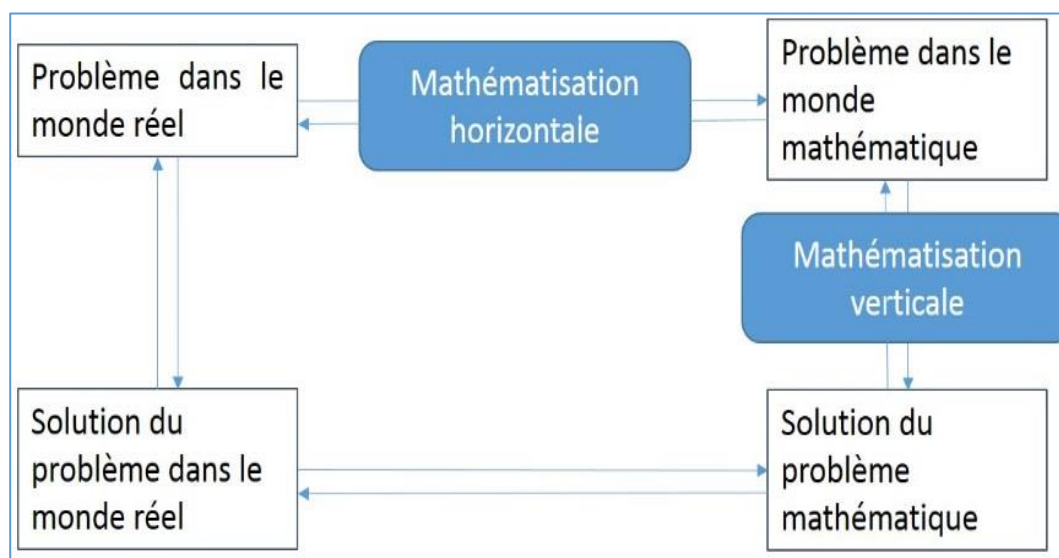 Problème dans le
monde réel
Mathématisation
horizontale
Problème dans le
monde
mathématique
Mathématisation
verticale
Solution du
problème dans le
monde réel
Solution du
problème
mathématique